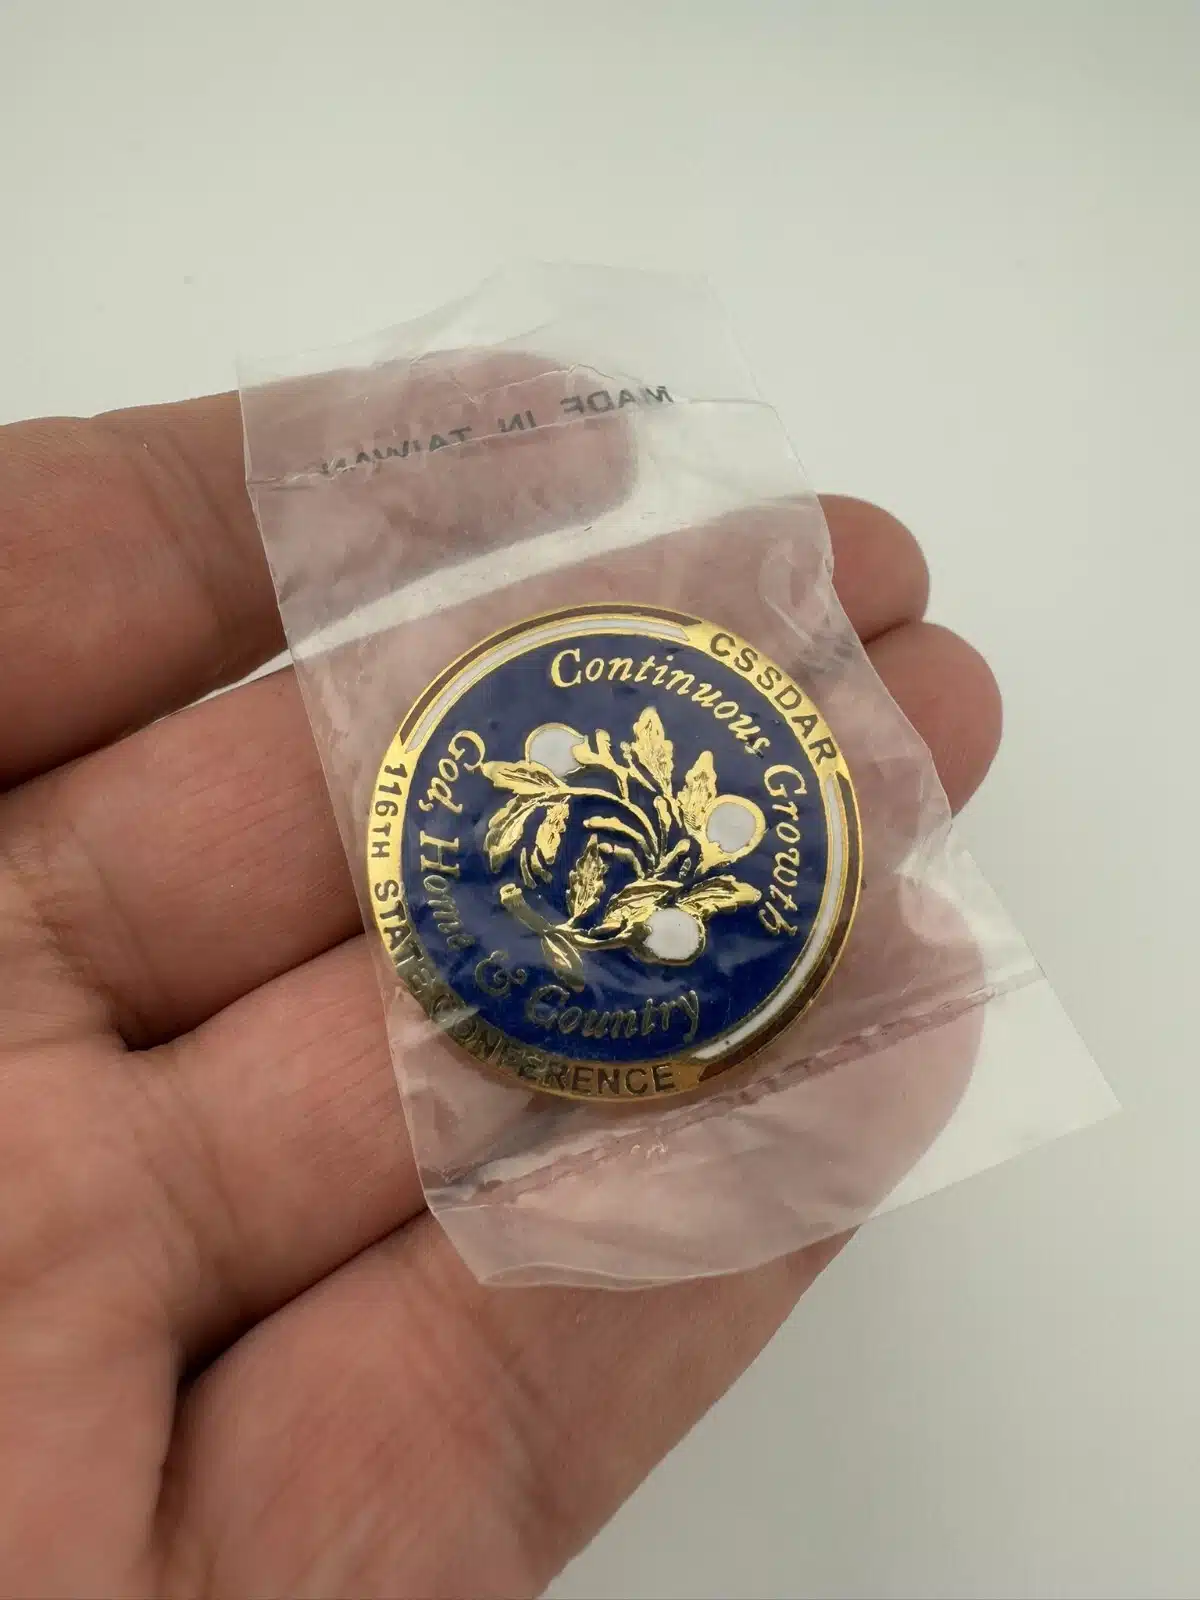 MADE IN TAIWAN
CSSDAR
Continuous Growth
God, Home & Country
116TH STATE CONFERENCE